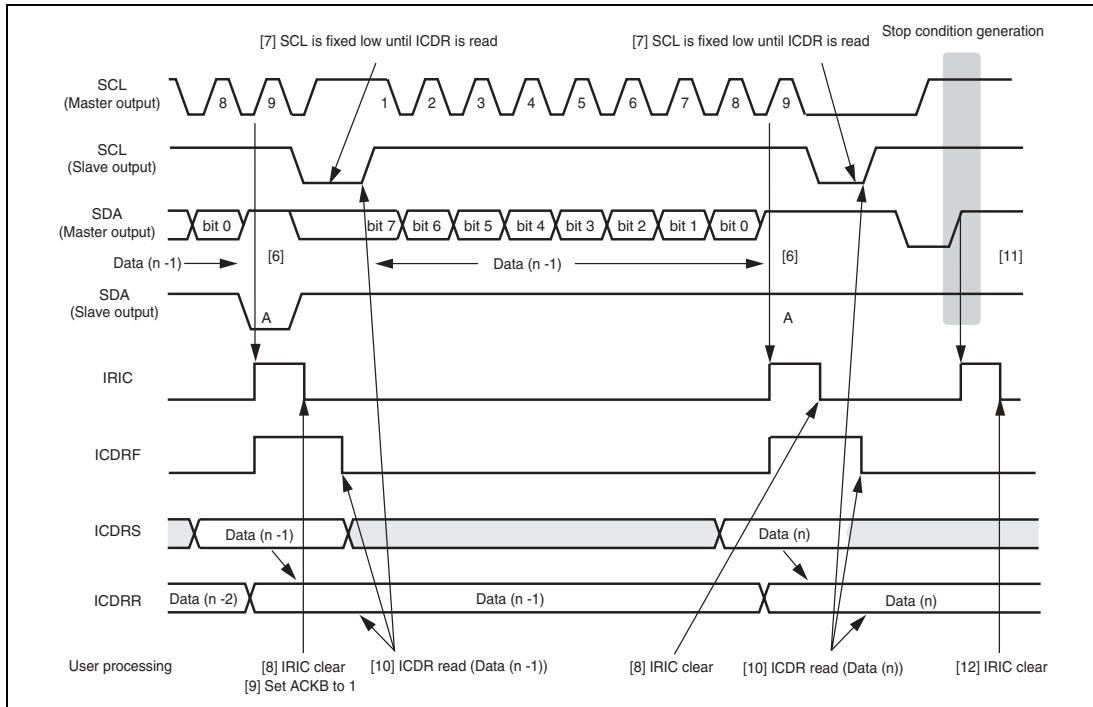 Stop condition generation
[7] SCL is fixed low until ICDR is read
[7] SCL is fixed low until ICDR is read
SCL
(Master output)
8
9
1
2
3
4
5
6
7
8
9
SCL
(Slave output)
SDA
(Master output)
bit 0
bit 7
bit 6
bit 5
bit 4
bit 3
bit 2
bit 1
bit 0
Data (n -1)
[6]
Data (n -1)
[6]
[11]
SDA
(Slave output)
A
A
IRIC
ICDRF
ICDRS
Data (n -1)
Data (n)
ICDRR
Data (n -2)
Data (n -1)
Data (n)
User processing
[8] IRIC clear
[9] Set ACKB to 1
[10] ICDR read (Data (n -1))
[8] IRIC clear
[10] ICDR read (Data (n))
[12] IRIC clear